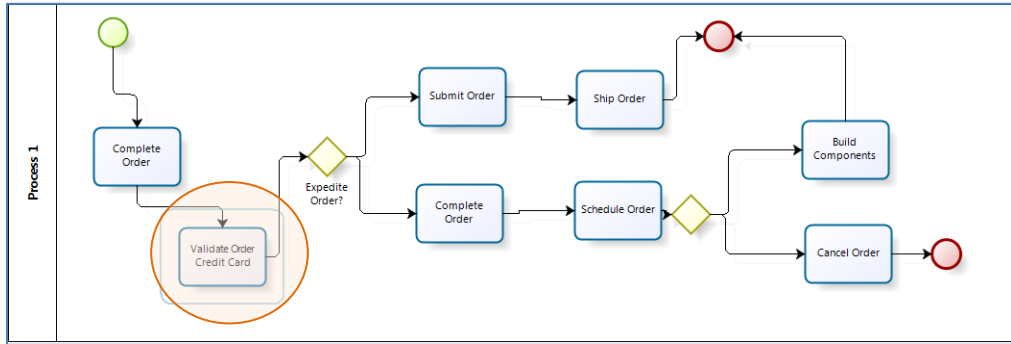 Process 1
Complete
Order
Validate Order
Credit Card
Expedite
Order?
Submit Order
Ship Order
Complete
Order
Schedule Order
Build
Components
Cancel Order